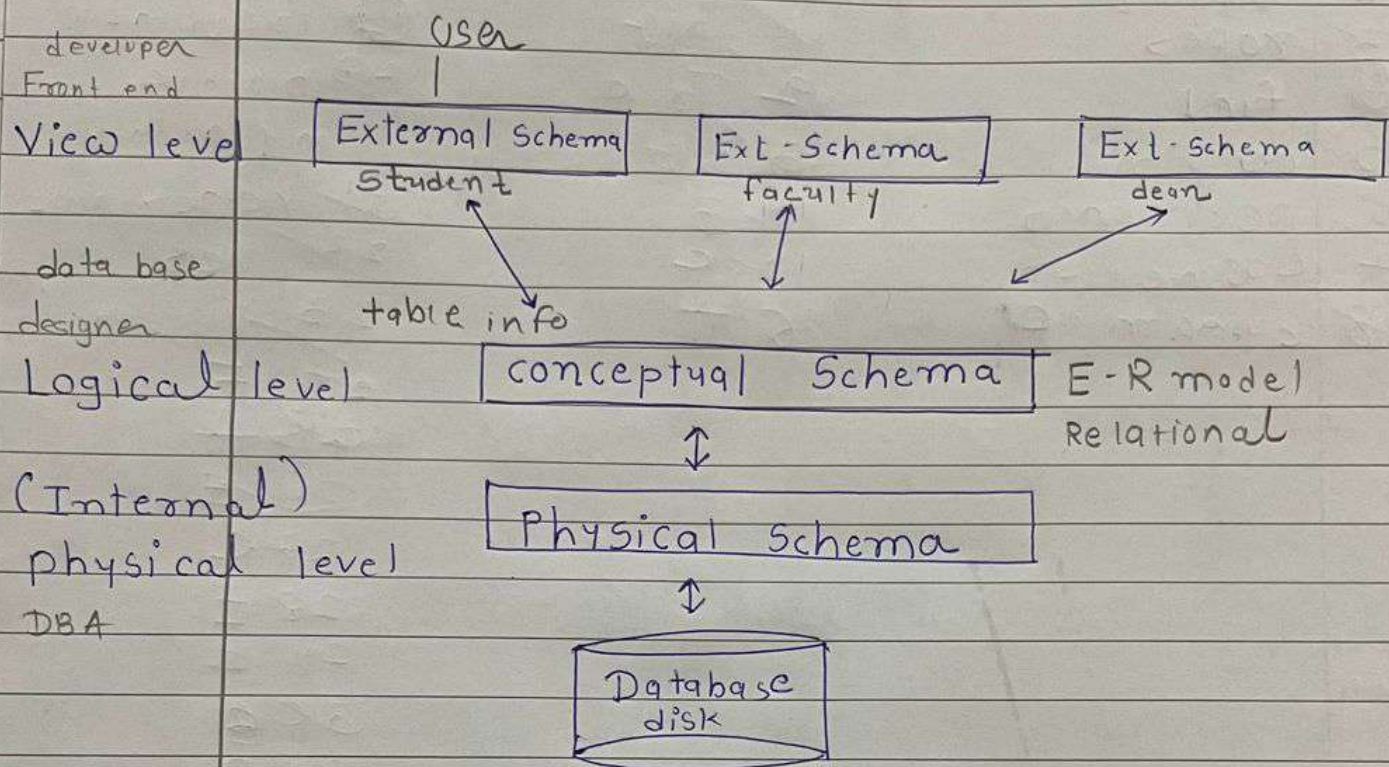 developer
User
Front end
View level
External Schema
Ext-Schema
Ext-schema
Student
faculty
dean
data base
designer
table info
Logical level
conceptual Schema
E-R model
Relational
(Internal)
physical level
Physical Schema
DBA
Database
disk